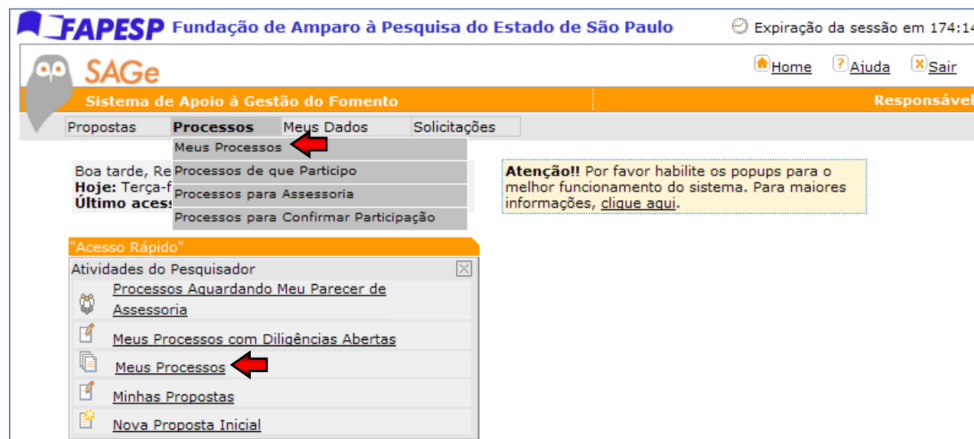 FAPESP Fundação de Amparo à Pesquisa do Estado de São Paulo
Expiração da sessão em 174:14
SAGe
Home Ajuda Sair
Sistema de Apoio à Gestão do Fomento
Responsável
Propostas Processos Meus Dados Solicitações
Meus Processos
Processos de que Participo
Processos para Assessoria
Processos para Confirmar Participação
Boa tarde, Re
Hoje: Terça-f
Último aces
Atenção!! Por favor habilite os popups para o
melhor funcionamento do sistema. Para maiores
informações, clique aqui.
"Acesso Rápido"
Atividades do Pesquisador
Processos Aguardando Meu Parecer de
Assessoria
Meus Processos com Diligências Abertas
Meus Processos
Minhas Propostas
Nova Proposta Inicial